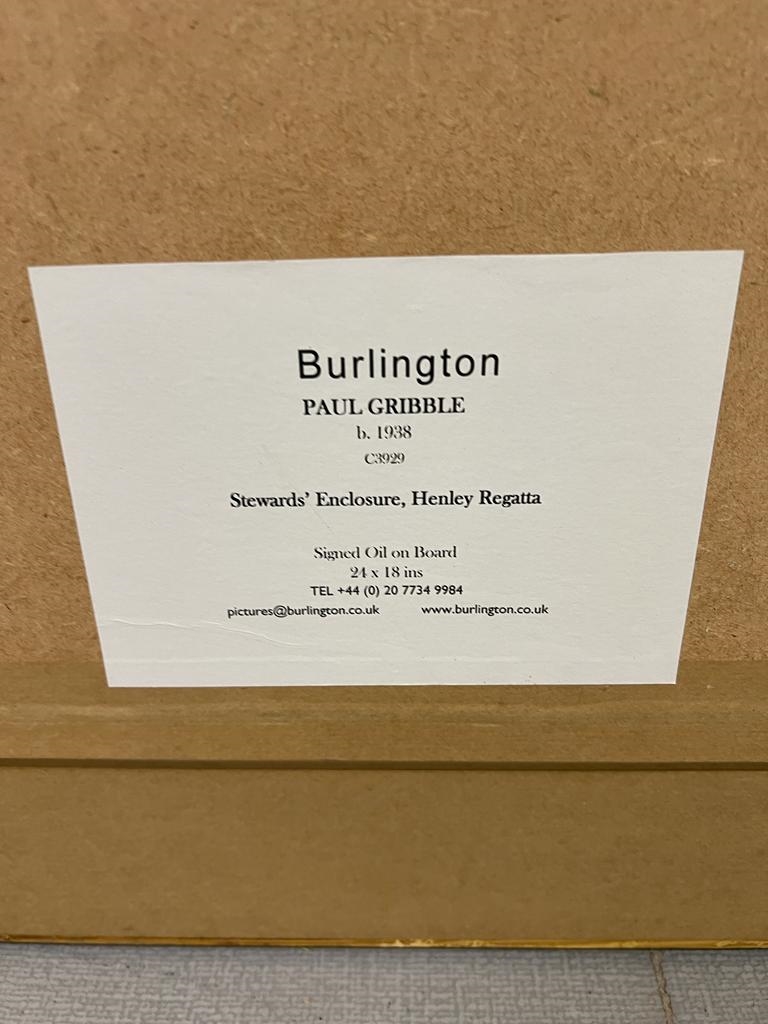 Burlington
PAUL GRIBBLE
b. 1938
C3929
Stewards' Enclosure, Henley Regatta
Signed Oil on Board
24 x 18 ins
TEL +44 (0) 20 7734 9984
pictures@burlington.co.uk www.burlington.co.uk